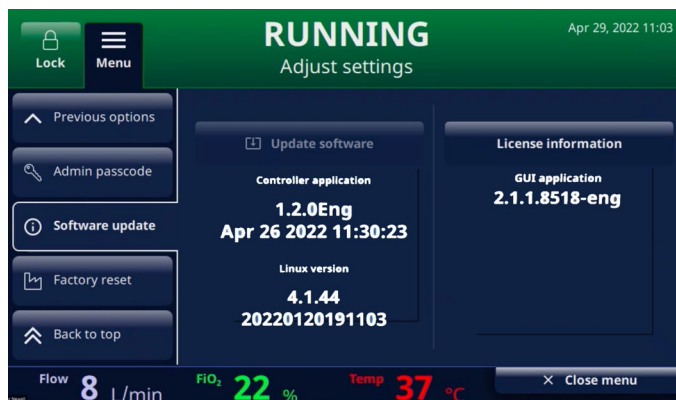 RUNNING
Adjust settings
Apr 29, 2022 11:03
Lock
Menu
Previous options
Admin passcode
Software update
Factory reset
Back to top
Update software
Controller application
1.2.0Eng
Apr 26 2022 11:30:23
Linux version
4.1.44
20220120191103
License information
GUI application
2.1.1.8518-eng
Flow 8 L/min
FiO₂ 22 %
Temp 37 °C
× Close menu